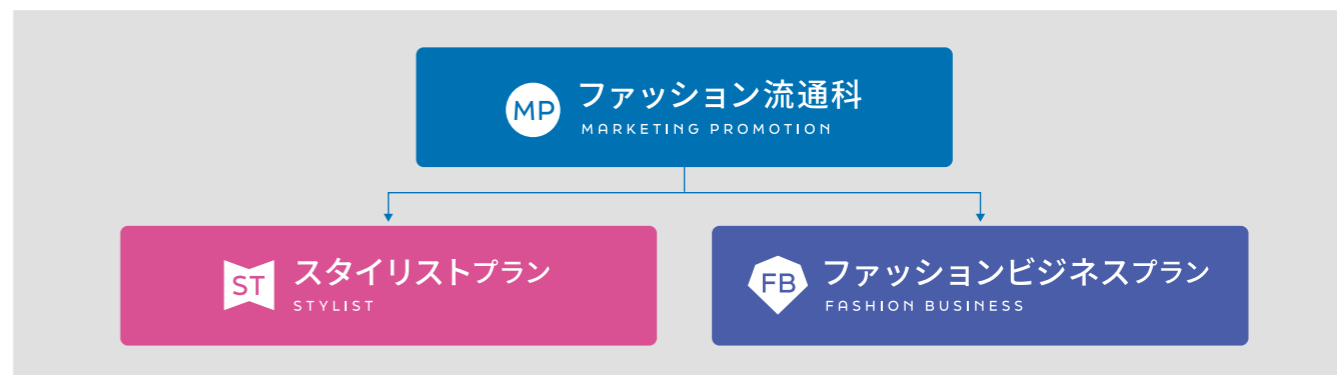 MP
ファッション流通科
MARKETING PROMOTION
ST
スタイリストプラン
STYLIST
FB
ファッションビジネスプラン
FASHION BUSINESS